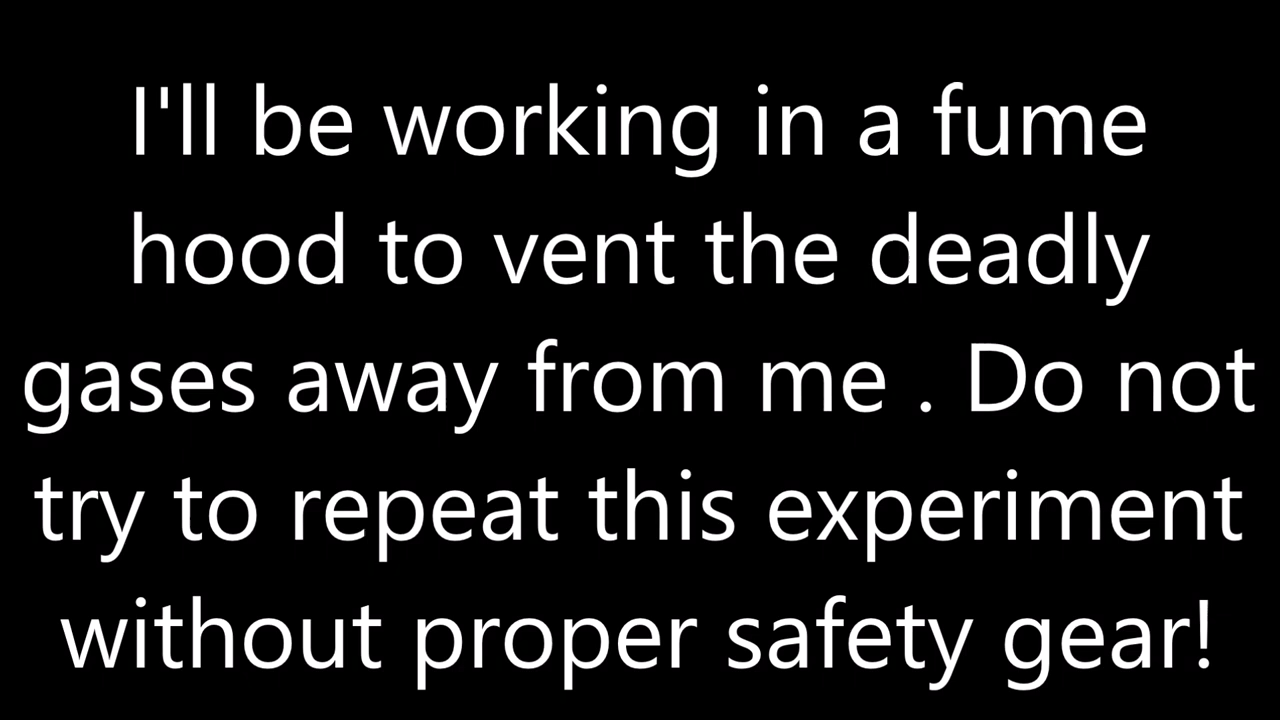 I'll be working in a fume
hood to vent the deadly
gases away from me . Do not
try to repeat this experiment
without proper safety gear!